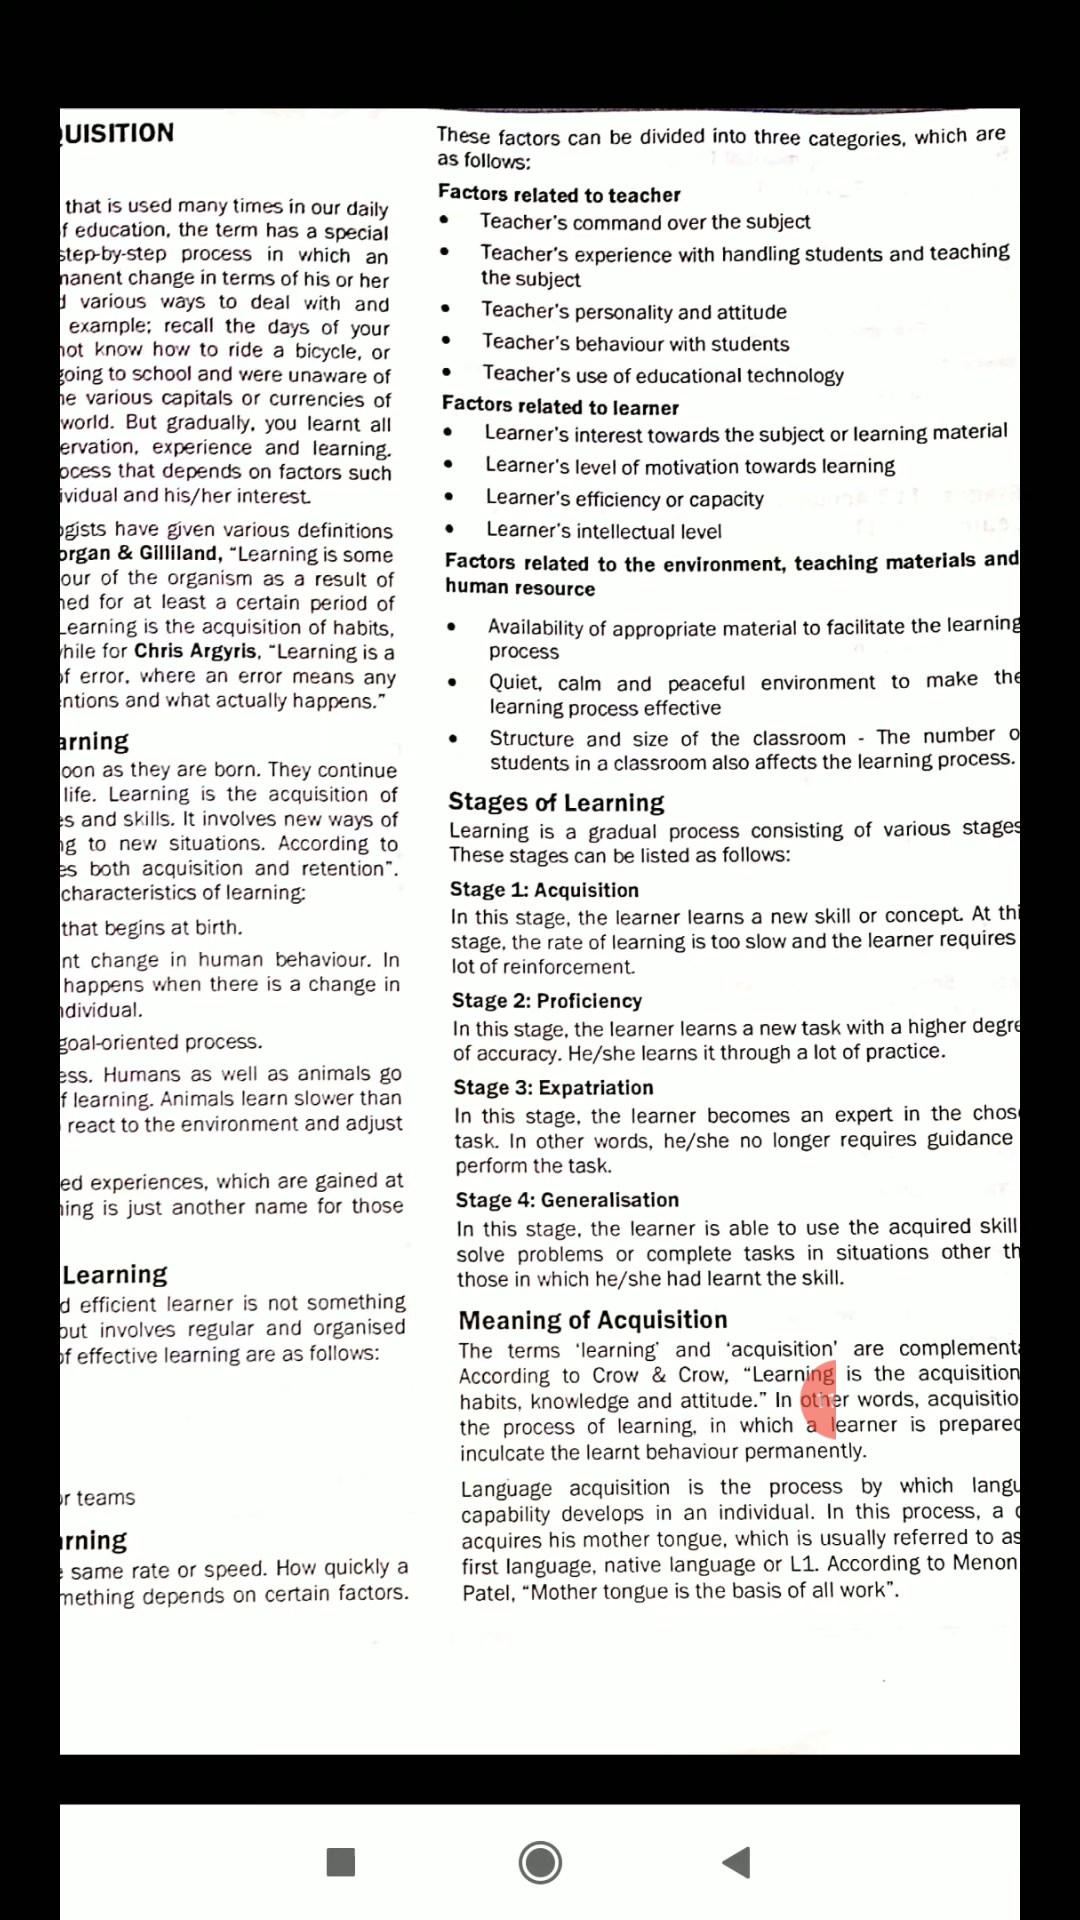 QUISITION
that is used many times in our daily
f education, the term has a special
step-by-step process in which an
manent change in terms of his or her
d various ways to deal with and
example; recall the days of your
not know how to ride a bicycle, or
going to school and were unaware of
he various capitals or currencies of
world. But gradually, you learnt all
ervation, experience and learning.
ocess that depends on factors such
ividual and his/her interest.
ogists have given various definitions
organ & Gilliland, “Learning is some
our of the organism as a result of
ned for at least a certain period of
Learning is the acquisition of habits,
while for Chris Argyris, “Learning is a
of error, where an error means any
entions and what actually happens.”
arning
oon as they are born. They continue
life. Learning is the acquisition of
es and skills. It involves new ways of
ng to new situations. According to
es both acquisition and retention”.
characteristics of learning:
that begins at birth.
nt change in human behaviour. In
happens when there is a change in
ndividual.
goal-oriented process.
ess. Humans as well as animals go
f learning. Animals learn slower than
react to the environment and adjust
ed experiences, which are gained at
ning is just another name for those
Learning
d efficient learner is not something
but involves regular and organised
of effective learning are as follows:
or teams
arning
same rate or speed. How quickly a
mething depends on certain factors.
These factors can be divided into three categories, which are
as follows:
Factors related to teacher
• Teacher's command over the subject
• Teacher's experience with handling students and teaching
the subject
• Teacher's personality and attitude
• Teacher's behaviour with students
• Teacher's use of educational technology
Factors related to learner
• Learner's interest towards the subject or learning material
• Learner's level of motivation towards learning
• Learner's efficiency or capacity
• Learner's intellectual level
Factors related to the environment, teaching materials and
human resource
• Availability of appropriate material to facilitate the learning
process
• Quiet, calm and peaceful environment to make the
learning process effective
• Structure and size of the classroom - The number o
students in a classroom also affects the learning process.
Stages of Learning
Learning is a gradual process consisting of various stages
These stages can be listed as follows:
Stage 1: Acquisition
In this stage, the learner learns a new skill or concept. At thi
stage, the rate of learning is too slow and the learner requires
lot of reinforcement.
Stage 2: Proficiency
In this stage, the learner learns a new task with a higher degre
of accuracy. He/she learns it through a lot of practice.
Stage 3: Expatriation
In this stage, the learner becomes an expert in the chos
task. In other words, he/she no longer requires guidance
perform the task.
Stage 4: Generalisation
In this stage, the learner is able to use the acquired skill
solve problems or complete tasks in situations other th
those in which he/she had learnt the skill.
Meaning of Acquisition
The terms ‘learning’ and ‘acquisition’ are complementa
According to Crow & Crow, “Learning is the acquisition
habits, knowledge and attitude.” In other words, acquisitio
the process of learning, in which a learner is prepared
inculcate the learnt behaviour permanently.
Language acquisition is the process by which langu
capability develops in an individual. In this process, a c
acquires his mother tongue, which is usually referred to as
first language, native language or L1. According to Menon
Patel, “Mother tongue is the basis of all work”.